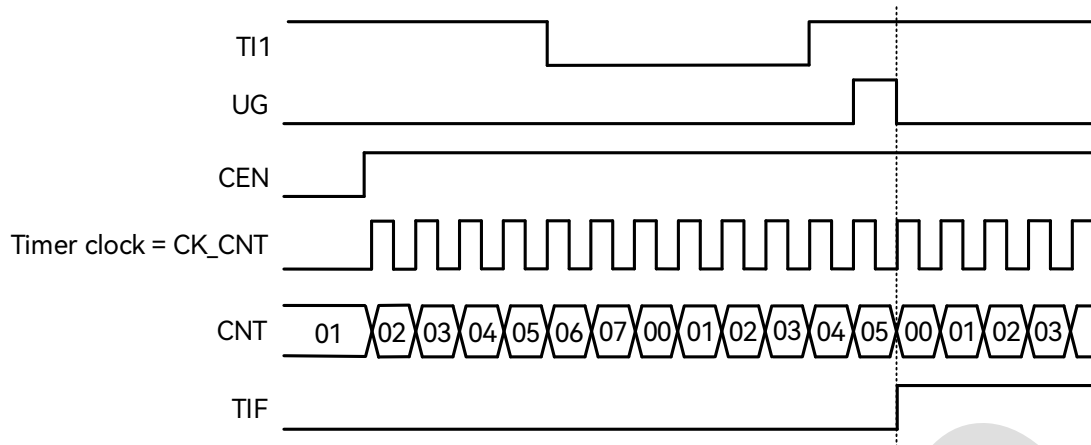 TI1
UG
CEN
Timer clock = CK_CNT
CNT 01 02 03 04 05 06 07 00 01 02 03 04 05 00 01 02 03
TIF